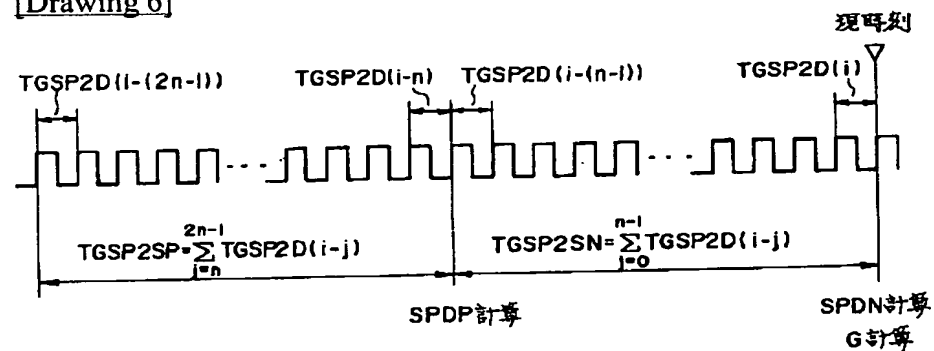 [Drawing 6]
現時刻
TGSP2D(i-(2n-1))
TGSP2D(i-n)
TGSP2D(i-(n-1))
TGSP2D(i)
TGSP2SP=∑_{j=n}^{2n-1} TGSP2D(i-j)
TGSP2SN=∑_{j=0}^{n-1} TGSP2D(i-j)
SPDP計算
SPDN計算
G計算